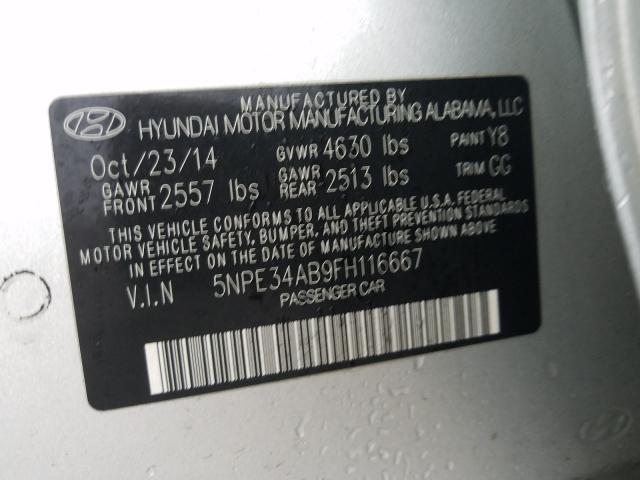 MANUFACTURED BY
HYUNDAI MOTOR MANUFACTURING ALABAMA, LLC
Oct/23/14 GVWR 4630 lbs PAINT Y8
GAWR FRONT 2557 lbs GAWR REAR 2513 lbs TRIM GG
THIS VEHICLE CONFORMS TO ALL APPLICABLE U.S.A. FEDERAL
MOTOR VEHICLE SAFETY, BUMPER, AND THEFT PREVENTION STANDARDS
IN EFFECT ON THE DATE OF MANUFACTURE SHOWN ABOVE.
V.I.N 5NPE34AB9FH116667
PASSENGER CAR